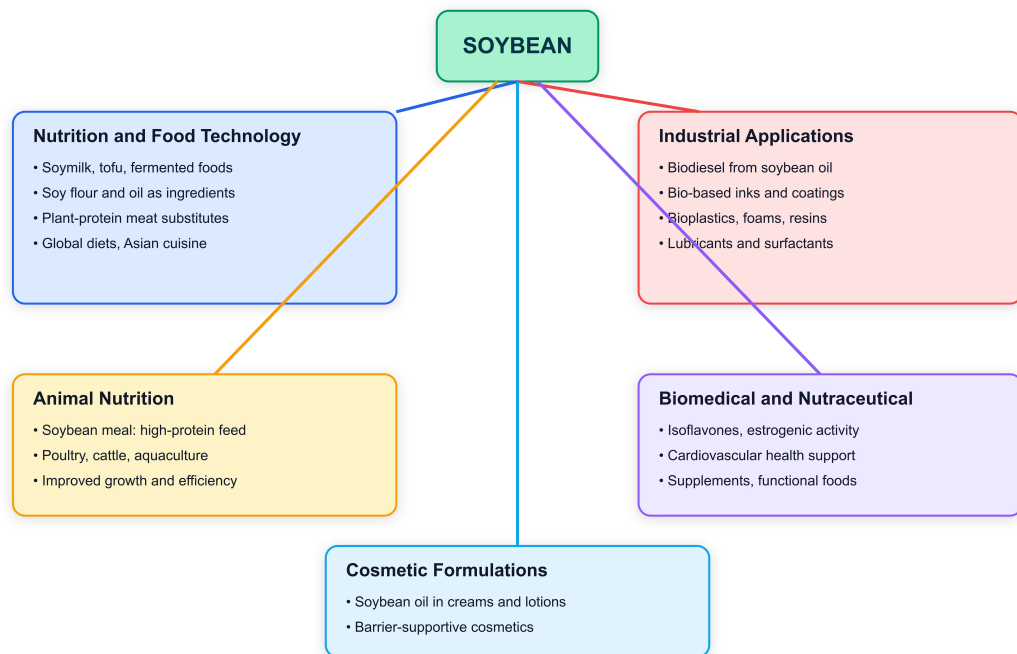 SOYBEAN
Nutrition and Food Technology
• Soymilk, tofu, fermented foods
• Soy flour and oil as ingredients
• Plant-protein meat substitutes
• Global diets, Asian cuisine
Industrial Applications
• Biodiesel from soybean oil
• Bio-based inks and coatings
• Bioplastics, foams, resins
• Lubricants and surfactants
Animal Nutrition
• Soybean meal: high-protein feed
• Poultry, cattle, aquaculture
• Improved growth and efficiency
Biomedical and Nutraceutical
• Isoflavones, estrogenic activity
• Cardiovascular health support
• Supplements, functional foods
Cosmetic Formulations
• Soybean oil in creams and lotions
• Barrier-supportive cosmetics